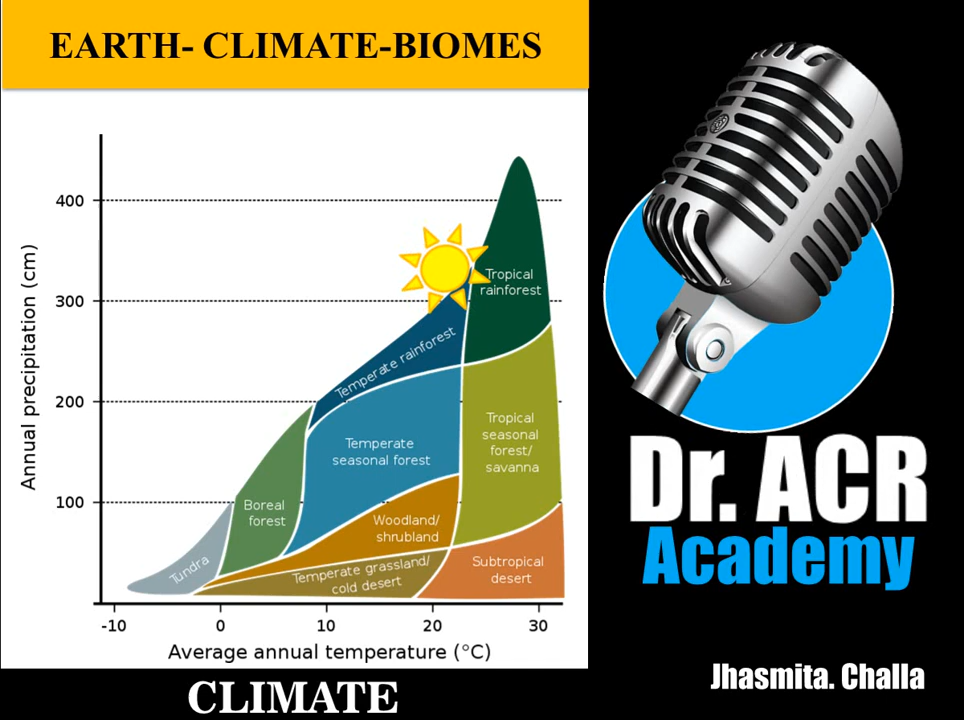 EARTH- CLIMATE-BIOMES
Annual precipitation (cm)
400
300
200
100
Tropical
rainforest
Temperate rainforest
Tropical
seasonal
forest/
savanna
Temperate
seasonal forest
Boreal
forest
Woodland/
shrubland
Tundra
Temperate grassland/
cold desert
Subtropical
desert
-10
0
10
20
30
Average annual temperature (°C)
CLIMATE
Dr. ACR
Academy
Jhasmita. Challa